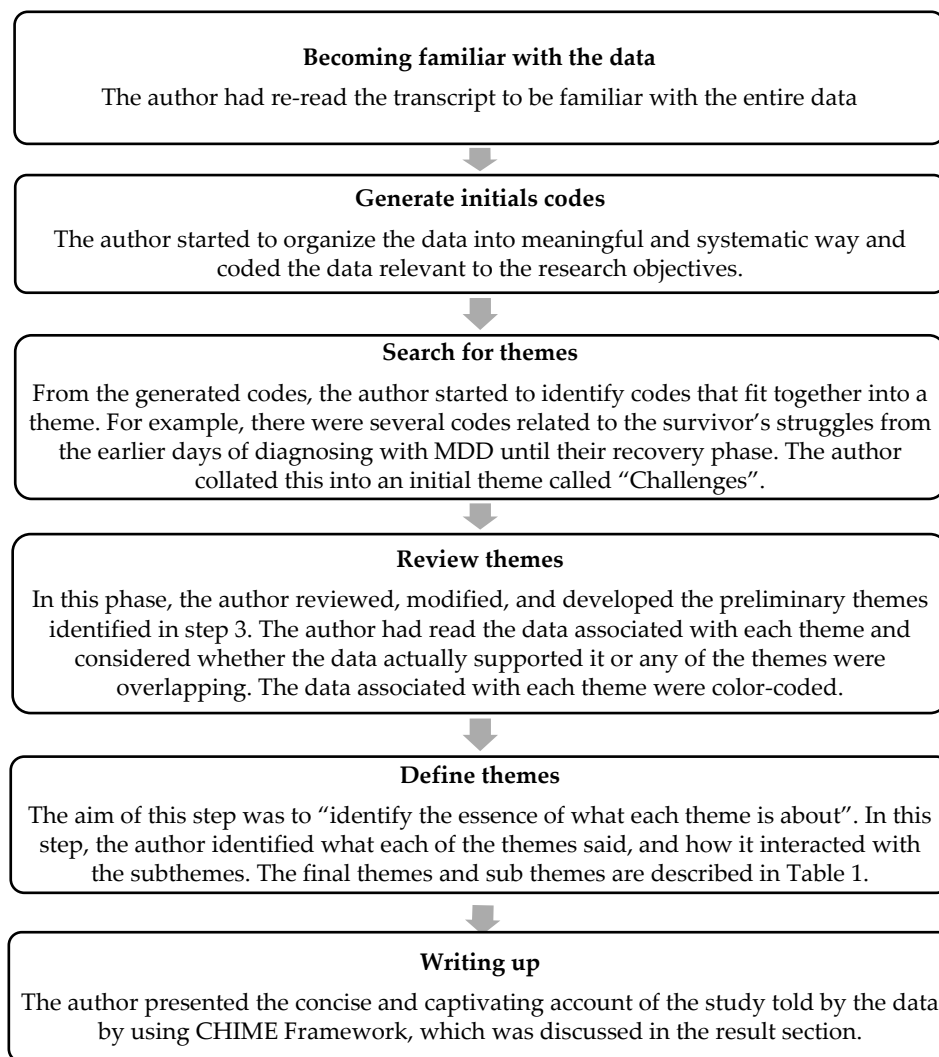 Becoming familiar with the data
The author had re-read the transcript to be familiar with the entire data
Generate initials codes
The author started to organize the data into meaningful and systematic way and
coded the data relevant to the research objectives.
Search for themes
From the generated codes, the author started to identify codes that fit together into a
theme. For example, there were several codes related to the survivor’s struggles from
the earlier days of diagnosing with MDD until their recovery phase. The author
collated this into an initial theme called “Challenges”.
Review themes
In this phase, the author reviewed, modified, and developed the preliminary themes
identified in step 3. The author had read the data associated with each theme and
considered whether the data actually supported it or any of the themes were
overlapping. The data associated with each theme were color-coded.
Define themes
The aim of this step was to “identify the essence of what each theme is about”. In this
step, the author identified what each of the themes said, and how it interacted with
the subthemes. The final themes and sub themes are described in Table 1.
Writing up
The author presented the concise and captivating account of the study told by the data
by using CHIME Framework, which was discussed in the result section.